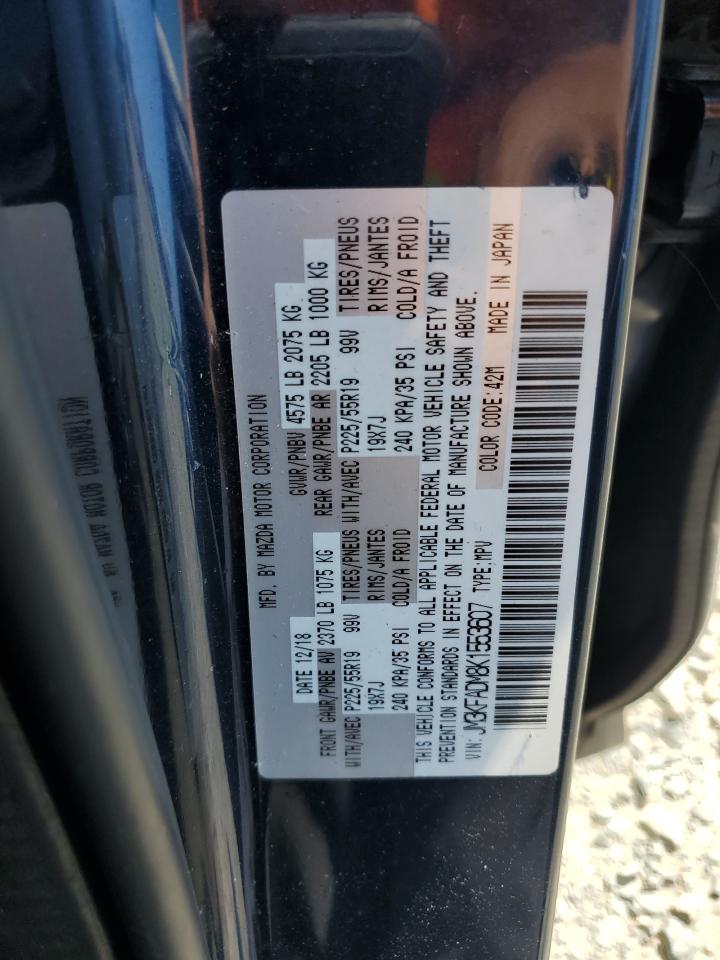 MFD. BY MAZDA MOTOR CORPORATION
DATE 12/18 GVWR/PNBV 4575 LB 2075 KG
FRONT GAWR/PNBE AV 2370 LB 1075 KG REAR GAWR/PNBE AR 2205 LB 1000 KG
WITH/AVEC P225/55R19 99V TIRES/PNEUS WITH/AVEC P225/55R19 99V TIRES/PNEUS
19X7J RIMS/JANTES 19X7J RIMS/JANTES
240 KPA/35 PSI COLD/A FROID 240 KPA/35 PSI COLD/A FROID
THIS VEHICLE CONFORMS TO ALL APPLICABLE FEDERAL MOTOR VEHICLE SAFETY AND THEFT
PREVENTION STANDARDS IN EFFECT ON THE DATE OF MANUFACTURE SHOWN ABOVE.
VIN: JM3KFADM8K1553607 TYPE:MPV COLOR CODE:42M MADE IN JAPAN